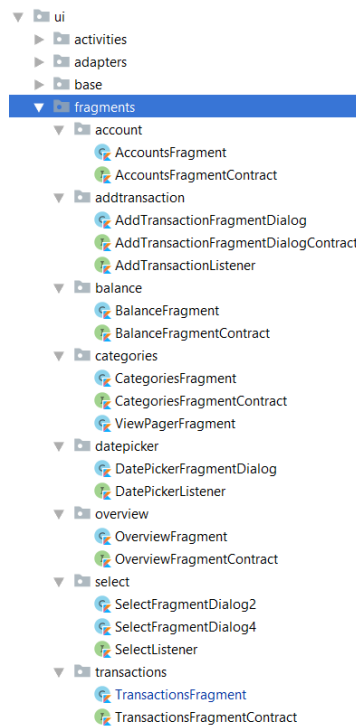 ui
activities
adapters
base
fragments
account
AccountsFragment
AccountsFragmentContract
addtransaction
AddTransactionFragmentDialog
AddTransactionFragmentDialogContract
AddTransactionListener
balance
BalanceFragment
BalanceFragmentContract
categories
CategoriesFragment
CategoriesFragmentContract
ViewPagerFragment
datepicker
DatePickerFragmentDialog
DatePickerListener
overview
OverviewFragment
OverviewFragmentContract
select
SelectFragmentDialog2
SelectFragmentDialog4
SelectListener
transactions
TransactionsFragment
TransactionsFragmentContract